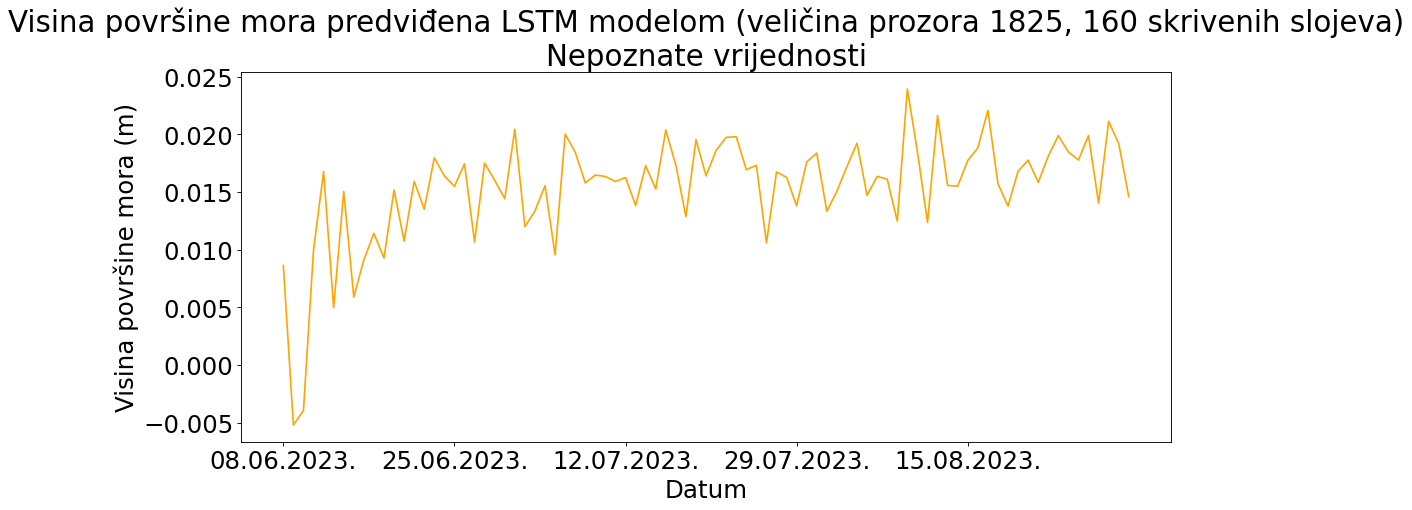 Visina površine mora predviđena LSTM modelom (veličina prozora 1825, 160 skrivenih slojeva)
Nepoznate vrijednosti
Visina površine mora (m)
0.025
0.020
0.015
0.010
0.005
0.000
−0.005
08.06.2023. 25.06.2023. 12.07.2023. 29.07.2023. 15.08.2023.
Datum